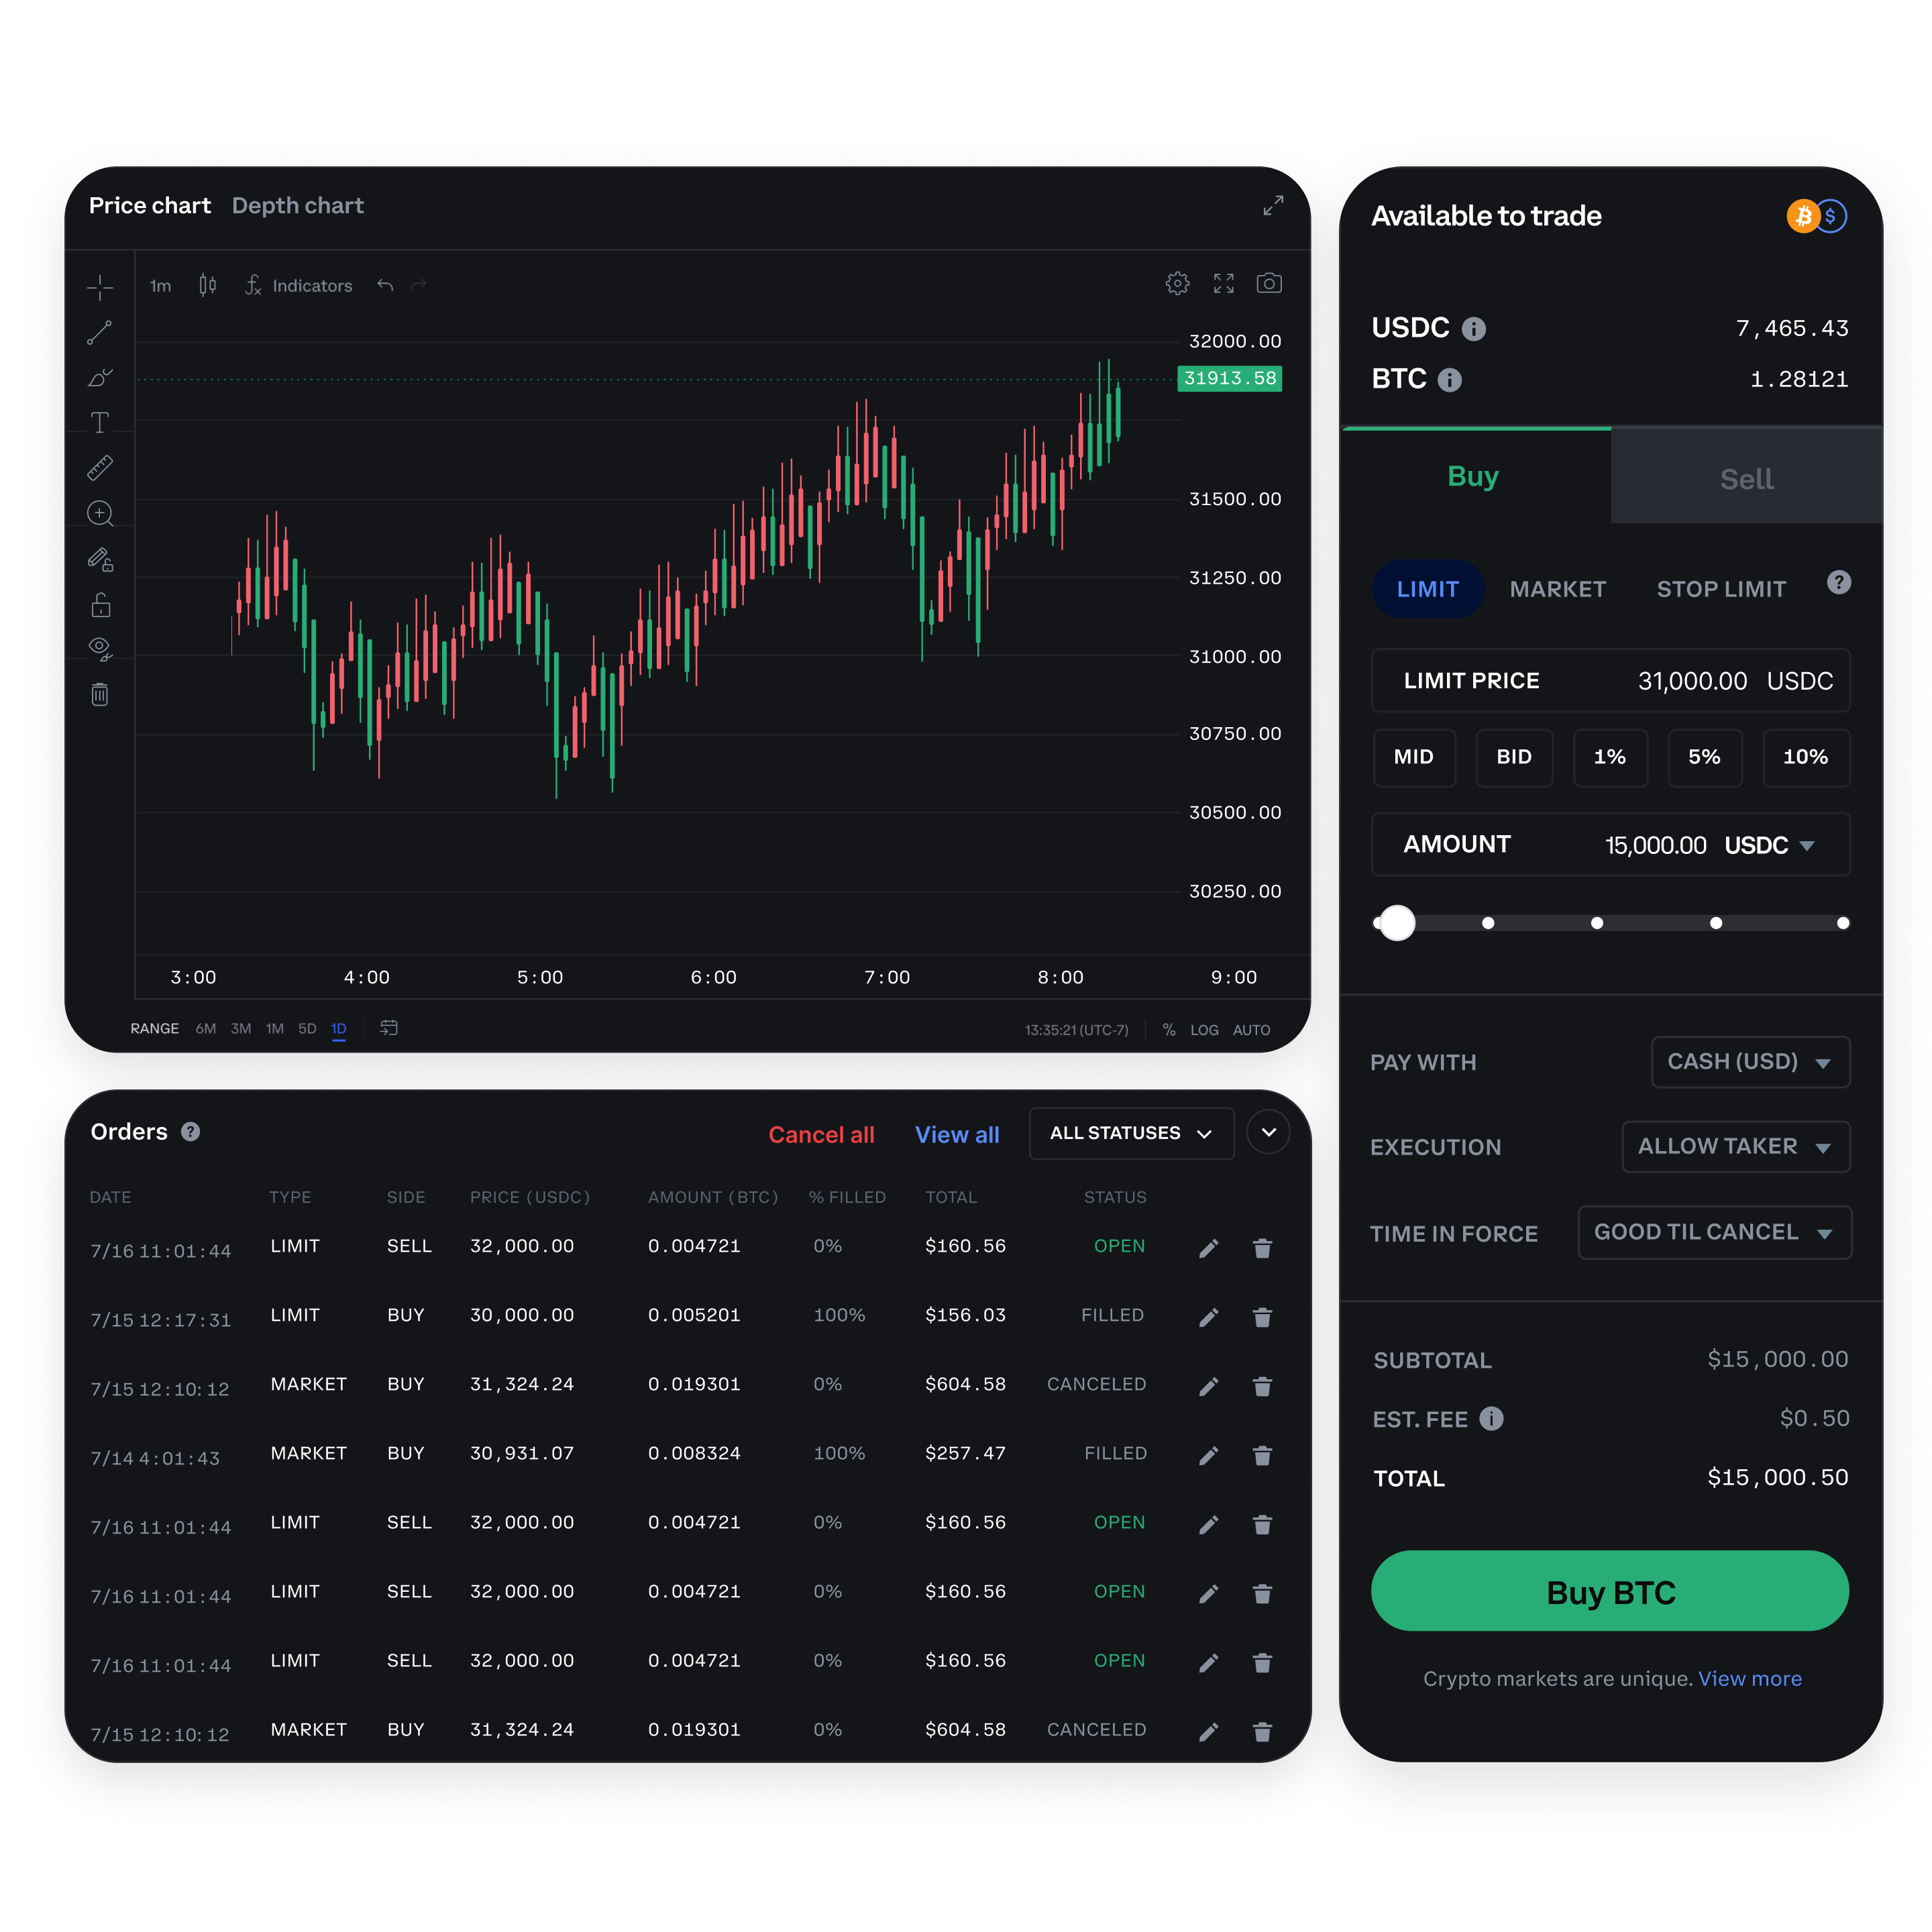 Price chart Depth chart
1m Indicators
32000.00
31913.58
31500.00
31250.00
31000.00
30750.00
30500.00
30250.00
3:00 4:00 5:00 6:00 7:00 8:00 9:00
RANGE 6M 3M 1M 5D 1D 13:35:21 (UTC-7) % LOG AUTO
Orders ? Cancel all View all ALL STATUSES
DATE TYPE SIDE PRICE (USDC) AMOUNT (BTC) % FILLED TOTAL STATUS
7/16 11:01:44 LIMIT SELL 32,000.00 0.004721 0% $160.56 OPEN
7/15 12:17:31 LIMIT BUY 30,000.00 0.005201 100% $156.03 FILLED
7/15 12:10:12 MARKET BUY 31,324.24 0.019301 0% $604.58 CANCELED
7/14 4:01:43 MARKET BUY 30,931.07 0.008324 100% $257.47 FILLED
7/16 11:01:44 LIMIT SELL 32,000.00 0.004721 0% $160.56 OPEN
7/16 11:01:44 LIMIT SELL 32,000.00 0.004721 0% $160.56 OPEN
7/16 11:01:44 LIMIT SELL 32,000.00 0.004721 0% $160.56 OPEN
7/15 12:10:12 MARKET BUY 31,324.24 0.019301 0% $604.58 CANCELED
Available to trade
USDC 7,465.43
BTC 1.28121
Buy Sell
LIMIT MARKET STOP LIMIT ?
LIMIT PRICE 31,000.00 USDC
MID BID 1% 5% 10%
AMOUNT 15,000.00 USDC
PAY WITH CASH (USD)
EXECUTION ALLOW TAKER
TIME IN FORCE GOOD TIL CANCEL
SUBTOTAL $15,000.00
EST. FEE $0.50
TOTAL $15,000.50
Buy BTC
Crypto markets are unique. View more